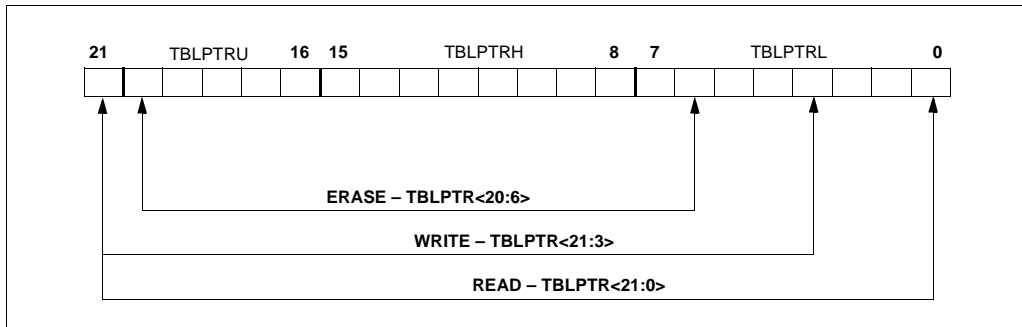 21 TBLPTRU 16 15 TBLPTRH 8 7 TBLPTRL 0
ERASE – TBLPTR<20:6>
WRITE – TBLPTR<21:3>
READ – TBLPTR<21:0>